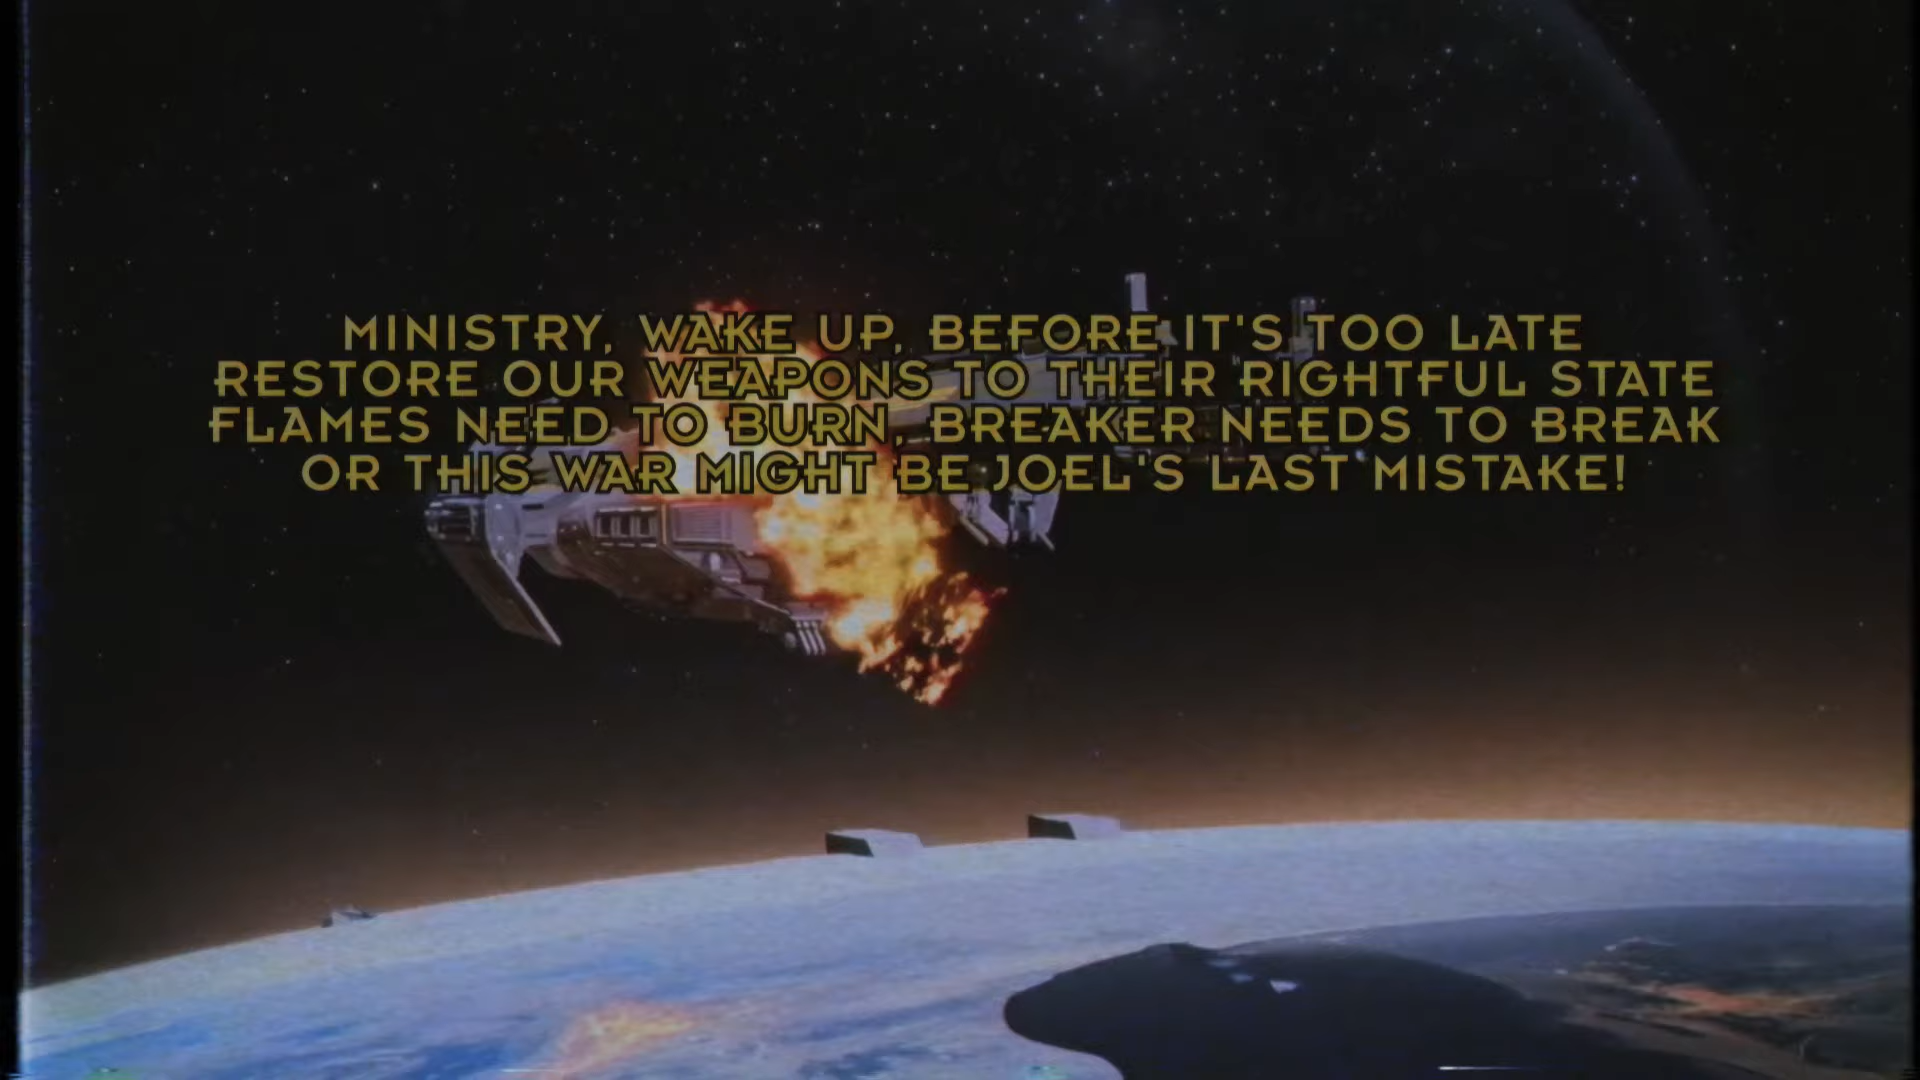 MINISTRY, WAKE UP, BEFORE IT'S TOO LATE
RESTORE OUR WEAPONS TO THEIR RIGHTFUL STATE
FLAMES NEED TO BURN, BREAKER NEEDS TO BREAK
OR THIS WAR MIGHT BE JOEL'S LAST MISTAKE!